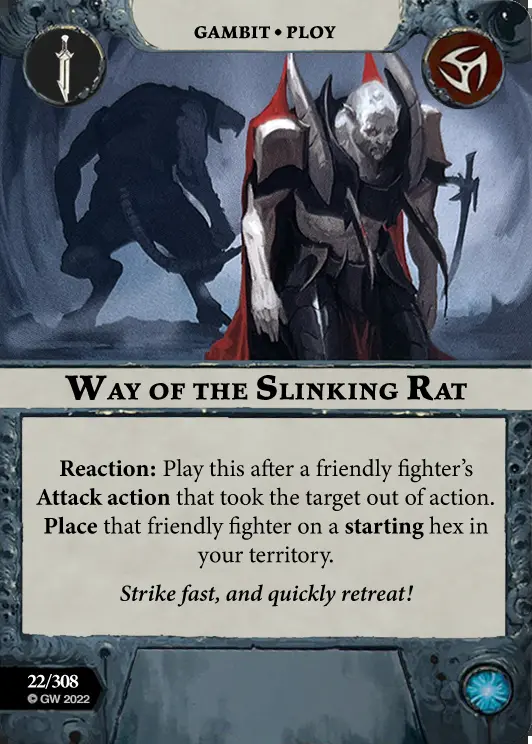 GAMBIT • PLOY
WAY OF THE SLINKING RAT
Reaction: Play this after a friendly fighter's
Attack action that took the target out of action.
Place that friendly fighter on a starting hex in
your territory.
Strike fast, and quickly retreat!
22/308
© GW 2022